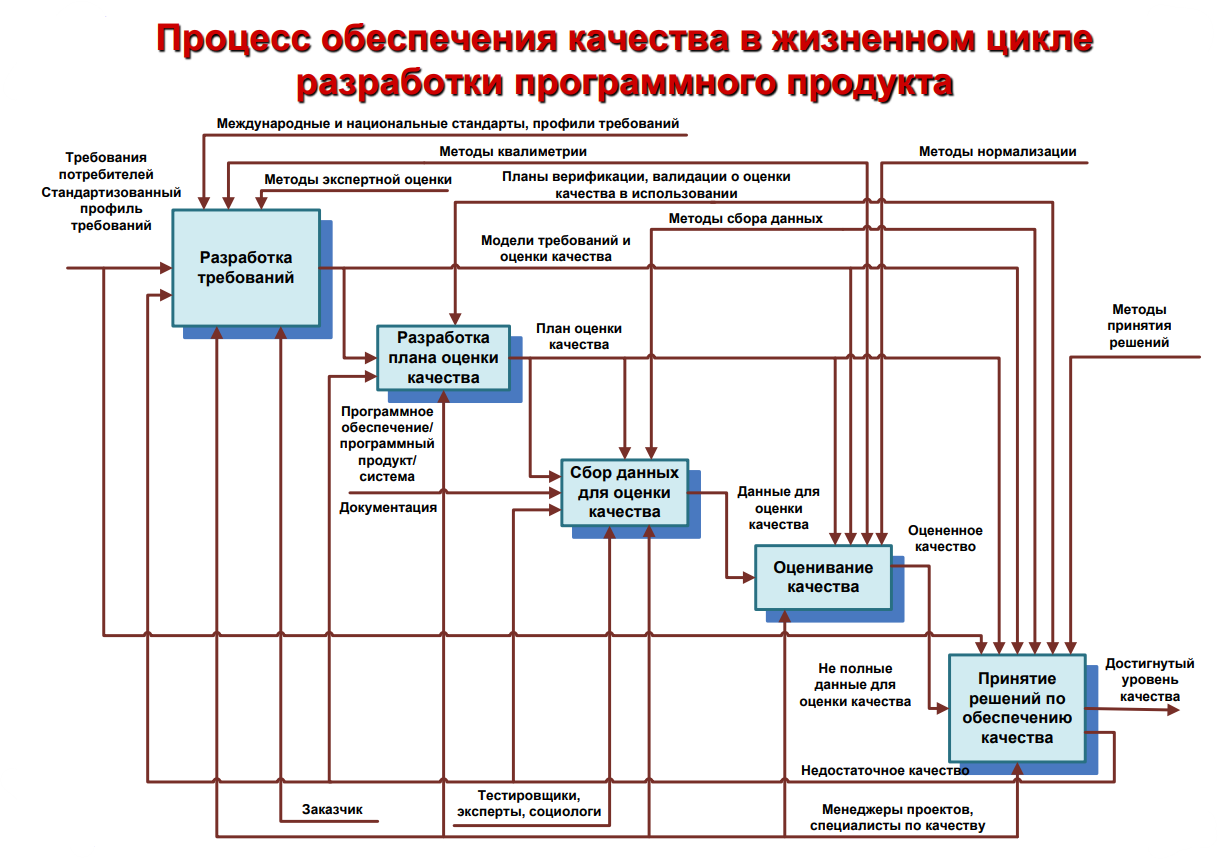 Процесс обеспечения качества в жизненном цикле
разработки программного продукта
Международные и национальные стандарты, профили требований
Требования
потребителей
Стандартизованный
профиль
требований
Методы квалиметрии
Методы нормализации
Методы экспертной оценки
Планы верификации, валидации о оценки
качества в использовании
Методы сбора данных
Модели требований и
оценки качества
Разработка
требований
Методы
принятия
решений
План оценки
качества
Разработка
плана оценки
качества
Программное
обеспечение/
программный
продукт/
система
Документация
Сбор данных
для оценки
качества
Данные для
оценки
качества
Оцененное
качество
Оценивание
качества
Не полные
данные для
оценки качества
Принятие
решений по
обеспечению
качества
Достигнутый
уровень
качества
Недостаточное качество
Заказчик
Тестировщики,
эксперты, социологи
Менеджеры проектов,
специалисты по качеству